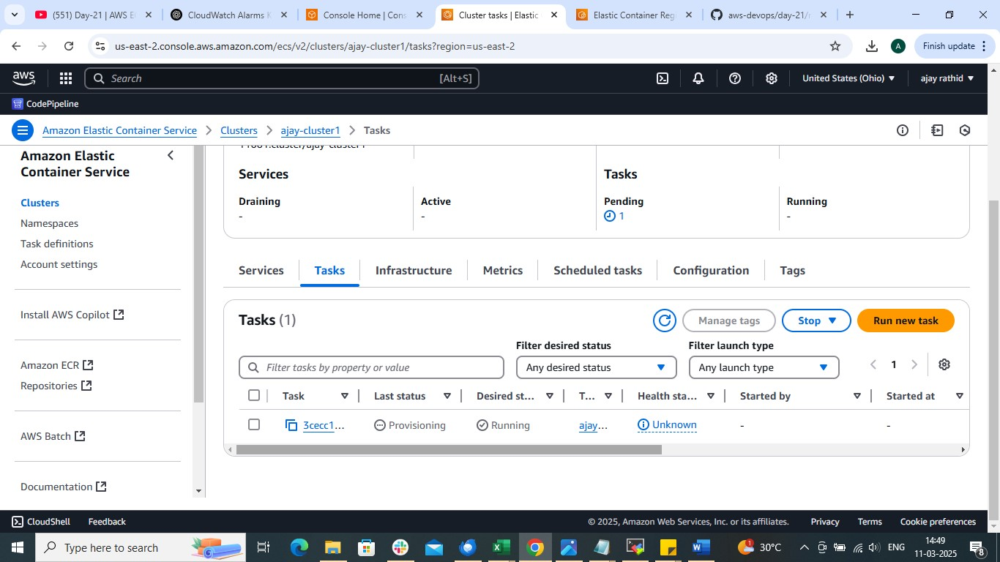 (551) Day-21 | AWS E
CloudWatch Alarms K
Console Home | Cons
Cluster tasks | Elastic
Elastic Container Reg
aws-devops/day-21/r
us-east-2.console.aws.amazon.com/ecs/v2/clusters/ajay-cluster1/tasks?region=us-east-2
A
Finish update
aws
Search
[Alt+S]
United States (Ohio)
ajay rathid
CodePipeline
Amazon Elastic Container Service
Clusters
ajay-cluster1
Tasks
Amazon Elastic
Container Service
Clusters
Namespaces
Task definitions
Account settings
Install AWS Copilot
Amazon ECR
Repositories
AWS Batch
Documentation
Services
Tasks
Draining
Active
Pending
Running
-
-
1
-
Services
Tasks
Infrastructure
Metrics
Scheduled tasks
Configuration
Tags
Tasks (1)
Manage tags
Stop
Run new task
Filter desired status
Filter launch type
Filter tasks by property or value
Any desired status
Any launch type
1
Task
Last status
Desired st...
T...
Health sta...
Started by
Started at
3cecc1...
Provisioning
Running
ajay...
Unknown
-
-
CloudShell
Feedback
© 2025, Amazon Web Services, Inc. or its affiliates.
Privacy
Terms
Cookie preferences
Type here to search
1
30°C
ENG
14:49
11-03-2025
8